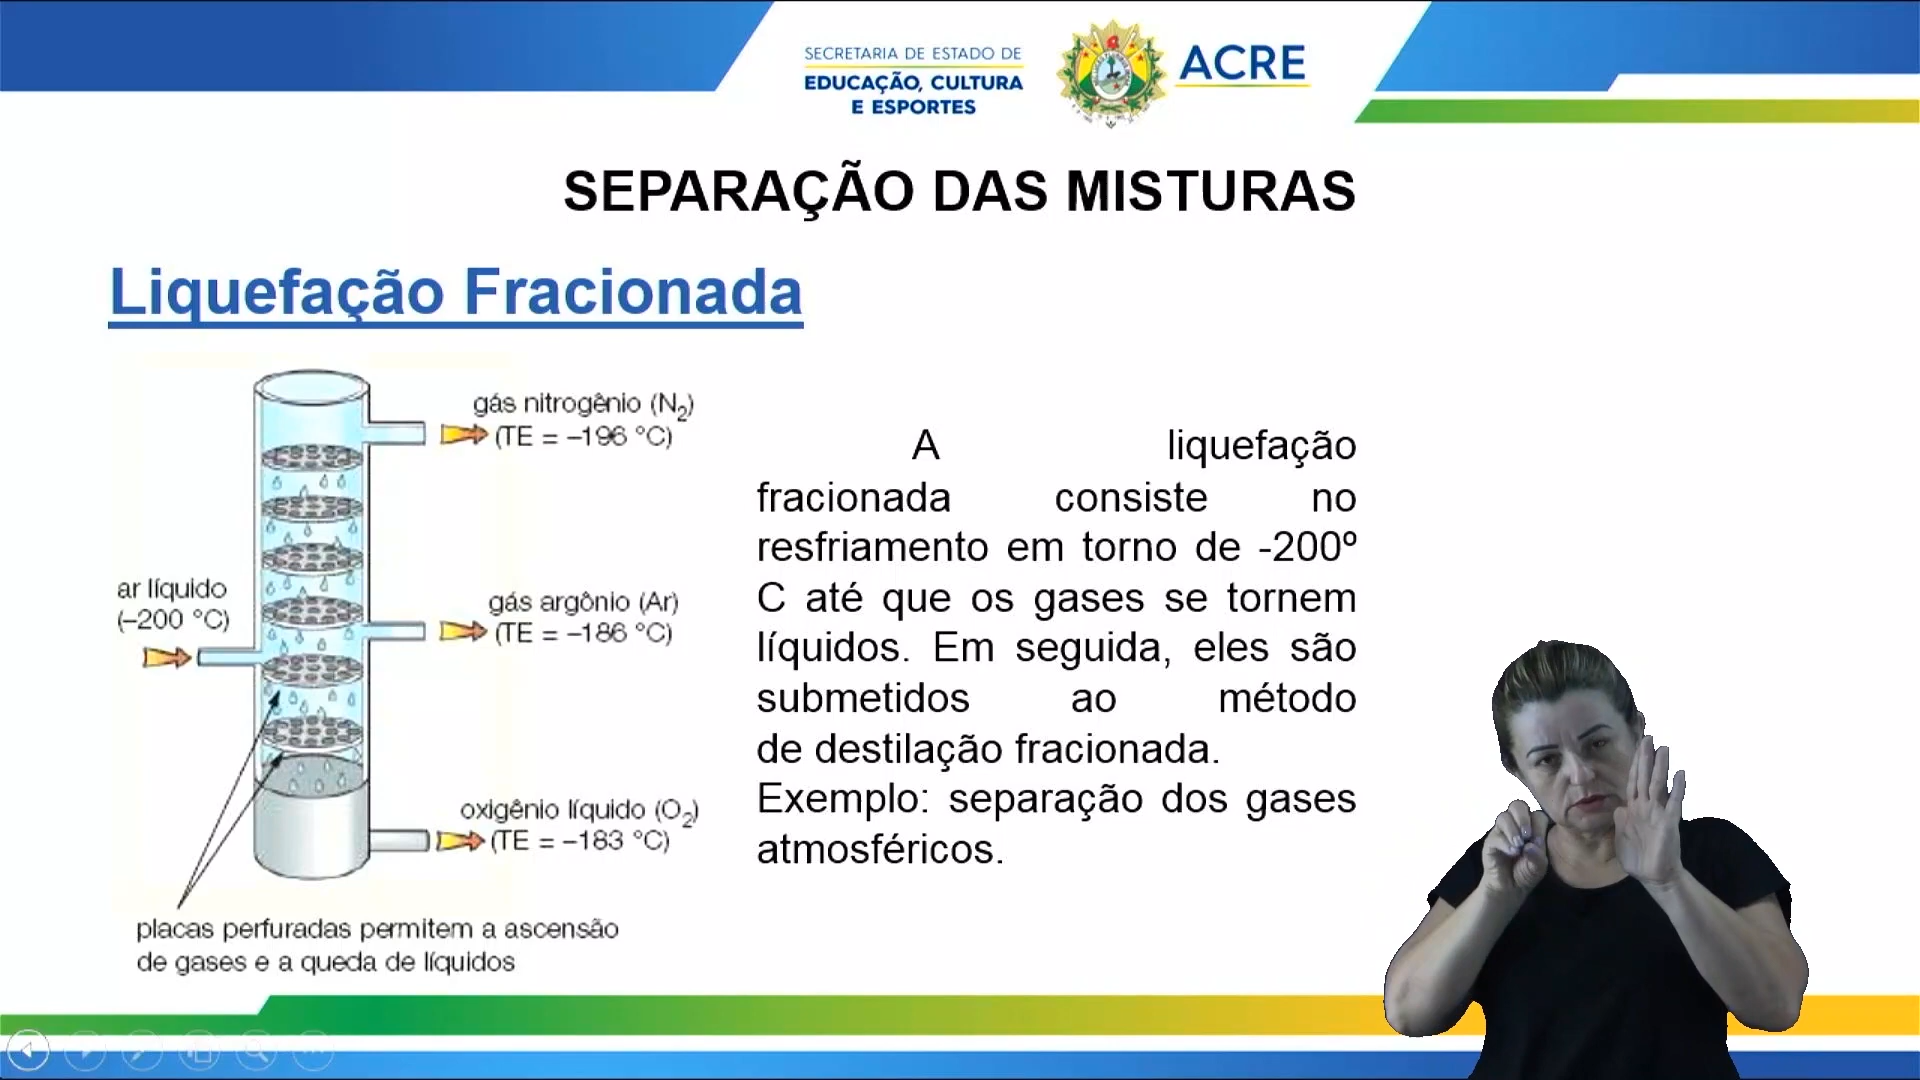 SECRETARIA DE ESTADO DE
EDUCAÇÃO, CULTURA
E ESPORTES
ACRE
SEPARAÇÃO DAS MISTURAS
Liquefação Fracionada
gás nitrogênio (N₂)
(TE = –196 °C)
ar líquido
(–200 °C)
gás argônio (Ar)
(TE = –186 °C)
oxigênio líquido (O₂)
(TE = –183 °C)
placas perfuradas permitem a ascensão
de gases e a queda de líquidos
A liquefação
fracionada consiste no
resfriamento em torno de -200º
C até que os gases se tornem
líquidos. Em seguida, eles são
submetidos ao método
de destilação fracionada.
Exemplo: separação dos gases
atmosféricos.